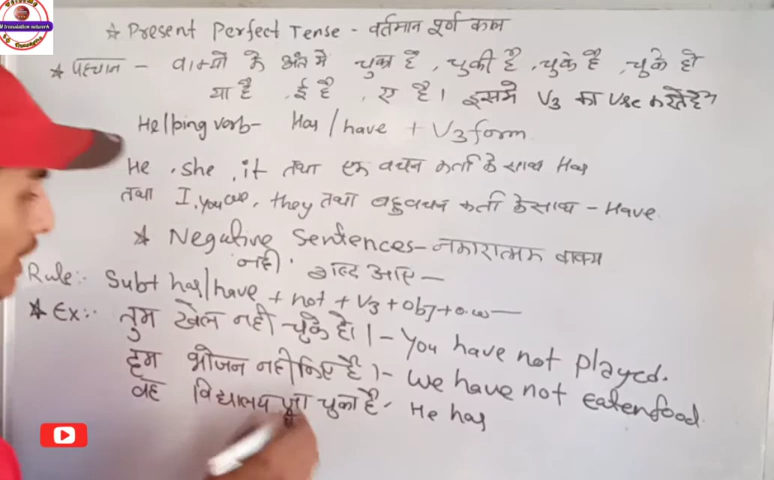 ☆ Present Perfect Tense - वर्तमान पूर्ण काल
★ पहचान - वाक्यों के अंत में चुका है, चुकी है, चुके है, चुके हो
या है, ई है, ए है। इसमे V3 का use करते है।
Helping verb - Has/have + V3 form
He, she, it तथा एक वचन कर्ता के साथ Has
तथा I, you, we, they तथा बहुवचन कर्ता के साथ - Have
★ Negative Sentences - नकारात्मक वाक्य
नही शब्द आए -
Rule:- Subt has/have + not + V3 + obj + o.w -
★ Ex:- तुम खेल नही चुके हो। - You have not played.
हम भोजन नही किए है। - We have not eaten food.
वह विद्यालय चुका है - He has